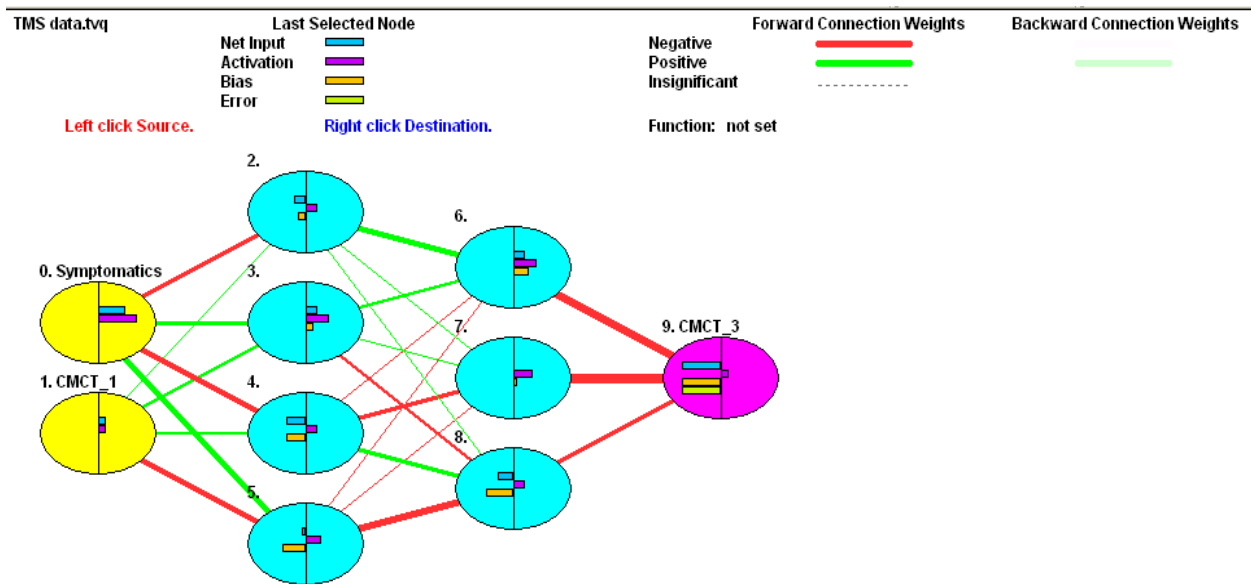 TMS data.tvq
Last Selected Node
Forward Connection Weights
Backward Connection Weights
Net Input
Negative
Activation
Positive
Bias
Insignificant
Error
Left click Source.
Right click Destination.
Function: not set
2.
6.
0. Symptomatics
3.
7.
9. CMCT_3
1. CMCT_1
4.
8.
5.